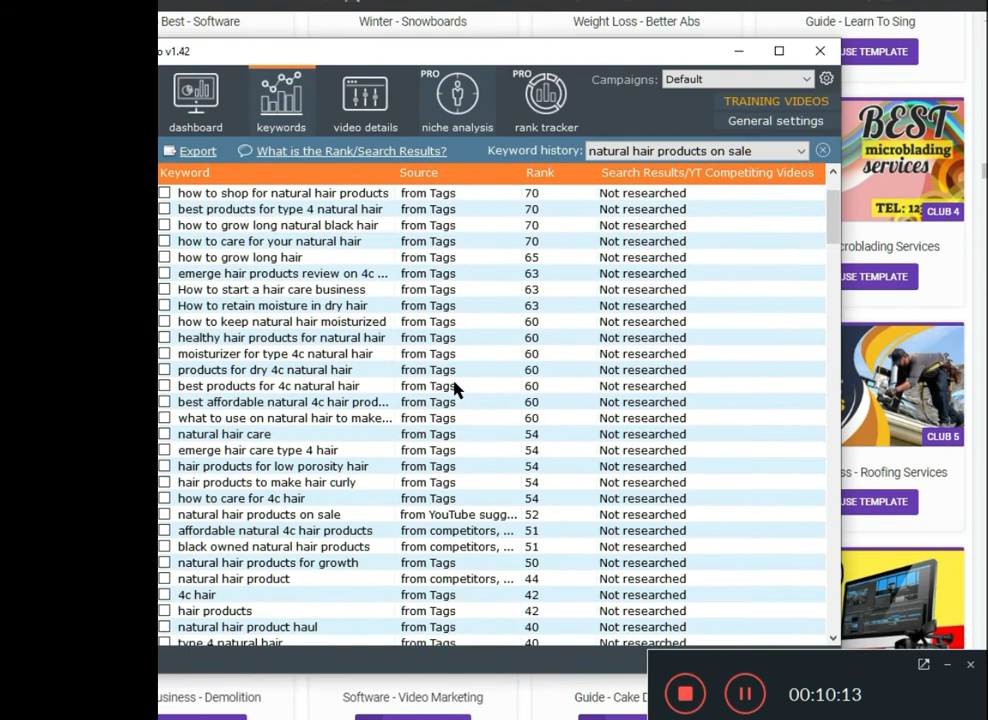 Best - Software
Winter - Snowboards
Weight Loss - Better Abs
Guide - Learn To Sing
USE TEMPLATE
o v1.42
dashboard
keywords
video details
PRO
niche analysis
PRO
rank tracker
Campaigns: Default
TRAINING VIDEOS
General settings
Export
What is the Rank/Search Results?
Keyword history: natural hair products on sale
Keyword Source Rank Search Results/YT Competiting Videos
how to shop for natural hair products from Tags 70 Not researched
best products for type 4 natural hair from Tags 70 Not researched
how to grow long natural black hair from Tags 70 Not researched
how to care for your natural hair from Tags 70 Not researched
how to grow long hair from Tags 65 Not researched
emerge hair products review on 4c ... from Tags 63 Not researched
How to start a hair care business from Tags 63 Not researched
How to retain moisture in dry hair from Tags 63 Not researched
how to keep natural hair moisturized from Tags 60 Not researched
healthy hair products for natural hair from Tags 60 Not researched
moisturizer for type 4c natural hair from Tags 60 Not researched
products for dry 4c natural hair from Tags 60 Not researched
best products for 4c natural hair from Tags 60 Not researched
best affordable natural 4c hair prod... from Tags 60 Not researched
what to use on natural hair to make... from Tags 60 Not researched
natural hair care from Tags 54 Not researched
emerge hair care type 4 hair from Tags 54 Not researched
hair products for low porosity hair from Tags 54 Not researched
hair products to make hair curly from Tags 54 Not researched
how to care for 4c hair from Tags 54 Not researched
natural hair products on sale from YouTube sugg... 52 Not researched
affordable natural 4c hair products from competitors, ... 51 Not researched
black owned natural hair products from competitors, ... 51 Not researched
natural hair products for growth from Tags 50 Not researched
natural hair product from competitors, ... 44 Not researched
4c hair from Tags 42 Not researched
hair products from Tags 42 Not researched
natural hair product haul from Tags 40 Not researched
type 4 natural hair from Tags 40 Not researched
BEST
microblading
services
TEL: 12
CLUB 4
croblading Services
USE TEMPLATE
CLUB 5
ss - Roofing Services
USE TEMPLATE
usiness - Demolition
Software - Video Marketing
Guide - Cake D
00:10:13